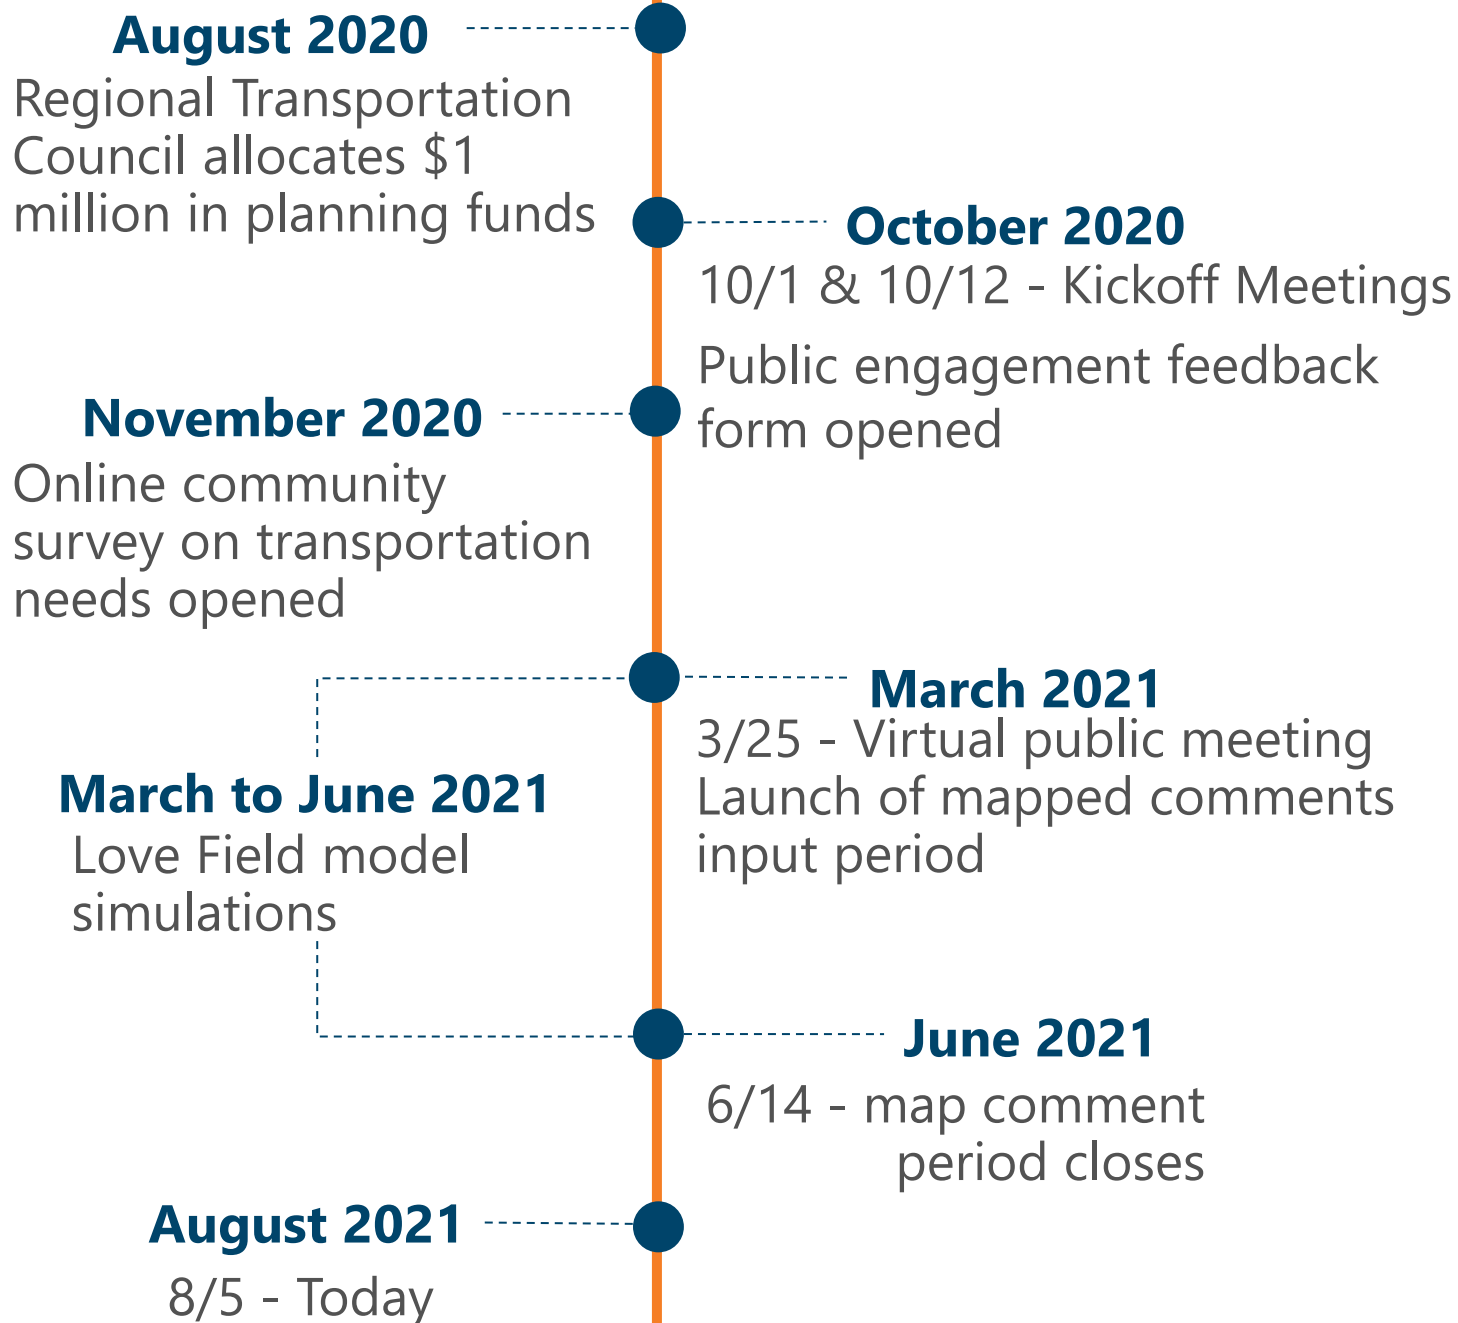 August 2020
Regional Transportation
Council allocates $1
million in planning funds
October 2020
10/1 & 10/12 - Kickoff Meetings
Public engagement feedback
form opened
November 2020
Online community
survey on transportation
needs opened
March 2021
3/25 - Virtual public meeting
Launch of mapped comments
input period
March to June 2021
Love Field model
simulations
June 2021
6/14 - map comment
period closes
August 2021
8/5 - Today